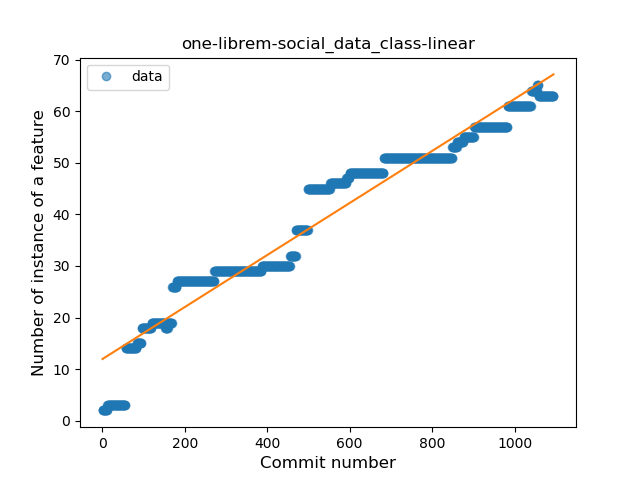 one-librem-social_data_class-linear
data
Number of instance of a feature
70
60
50
40
30
20
10
0
0 200 400 600 800 1000
Commit number